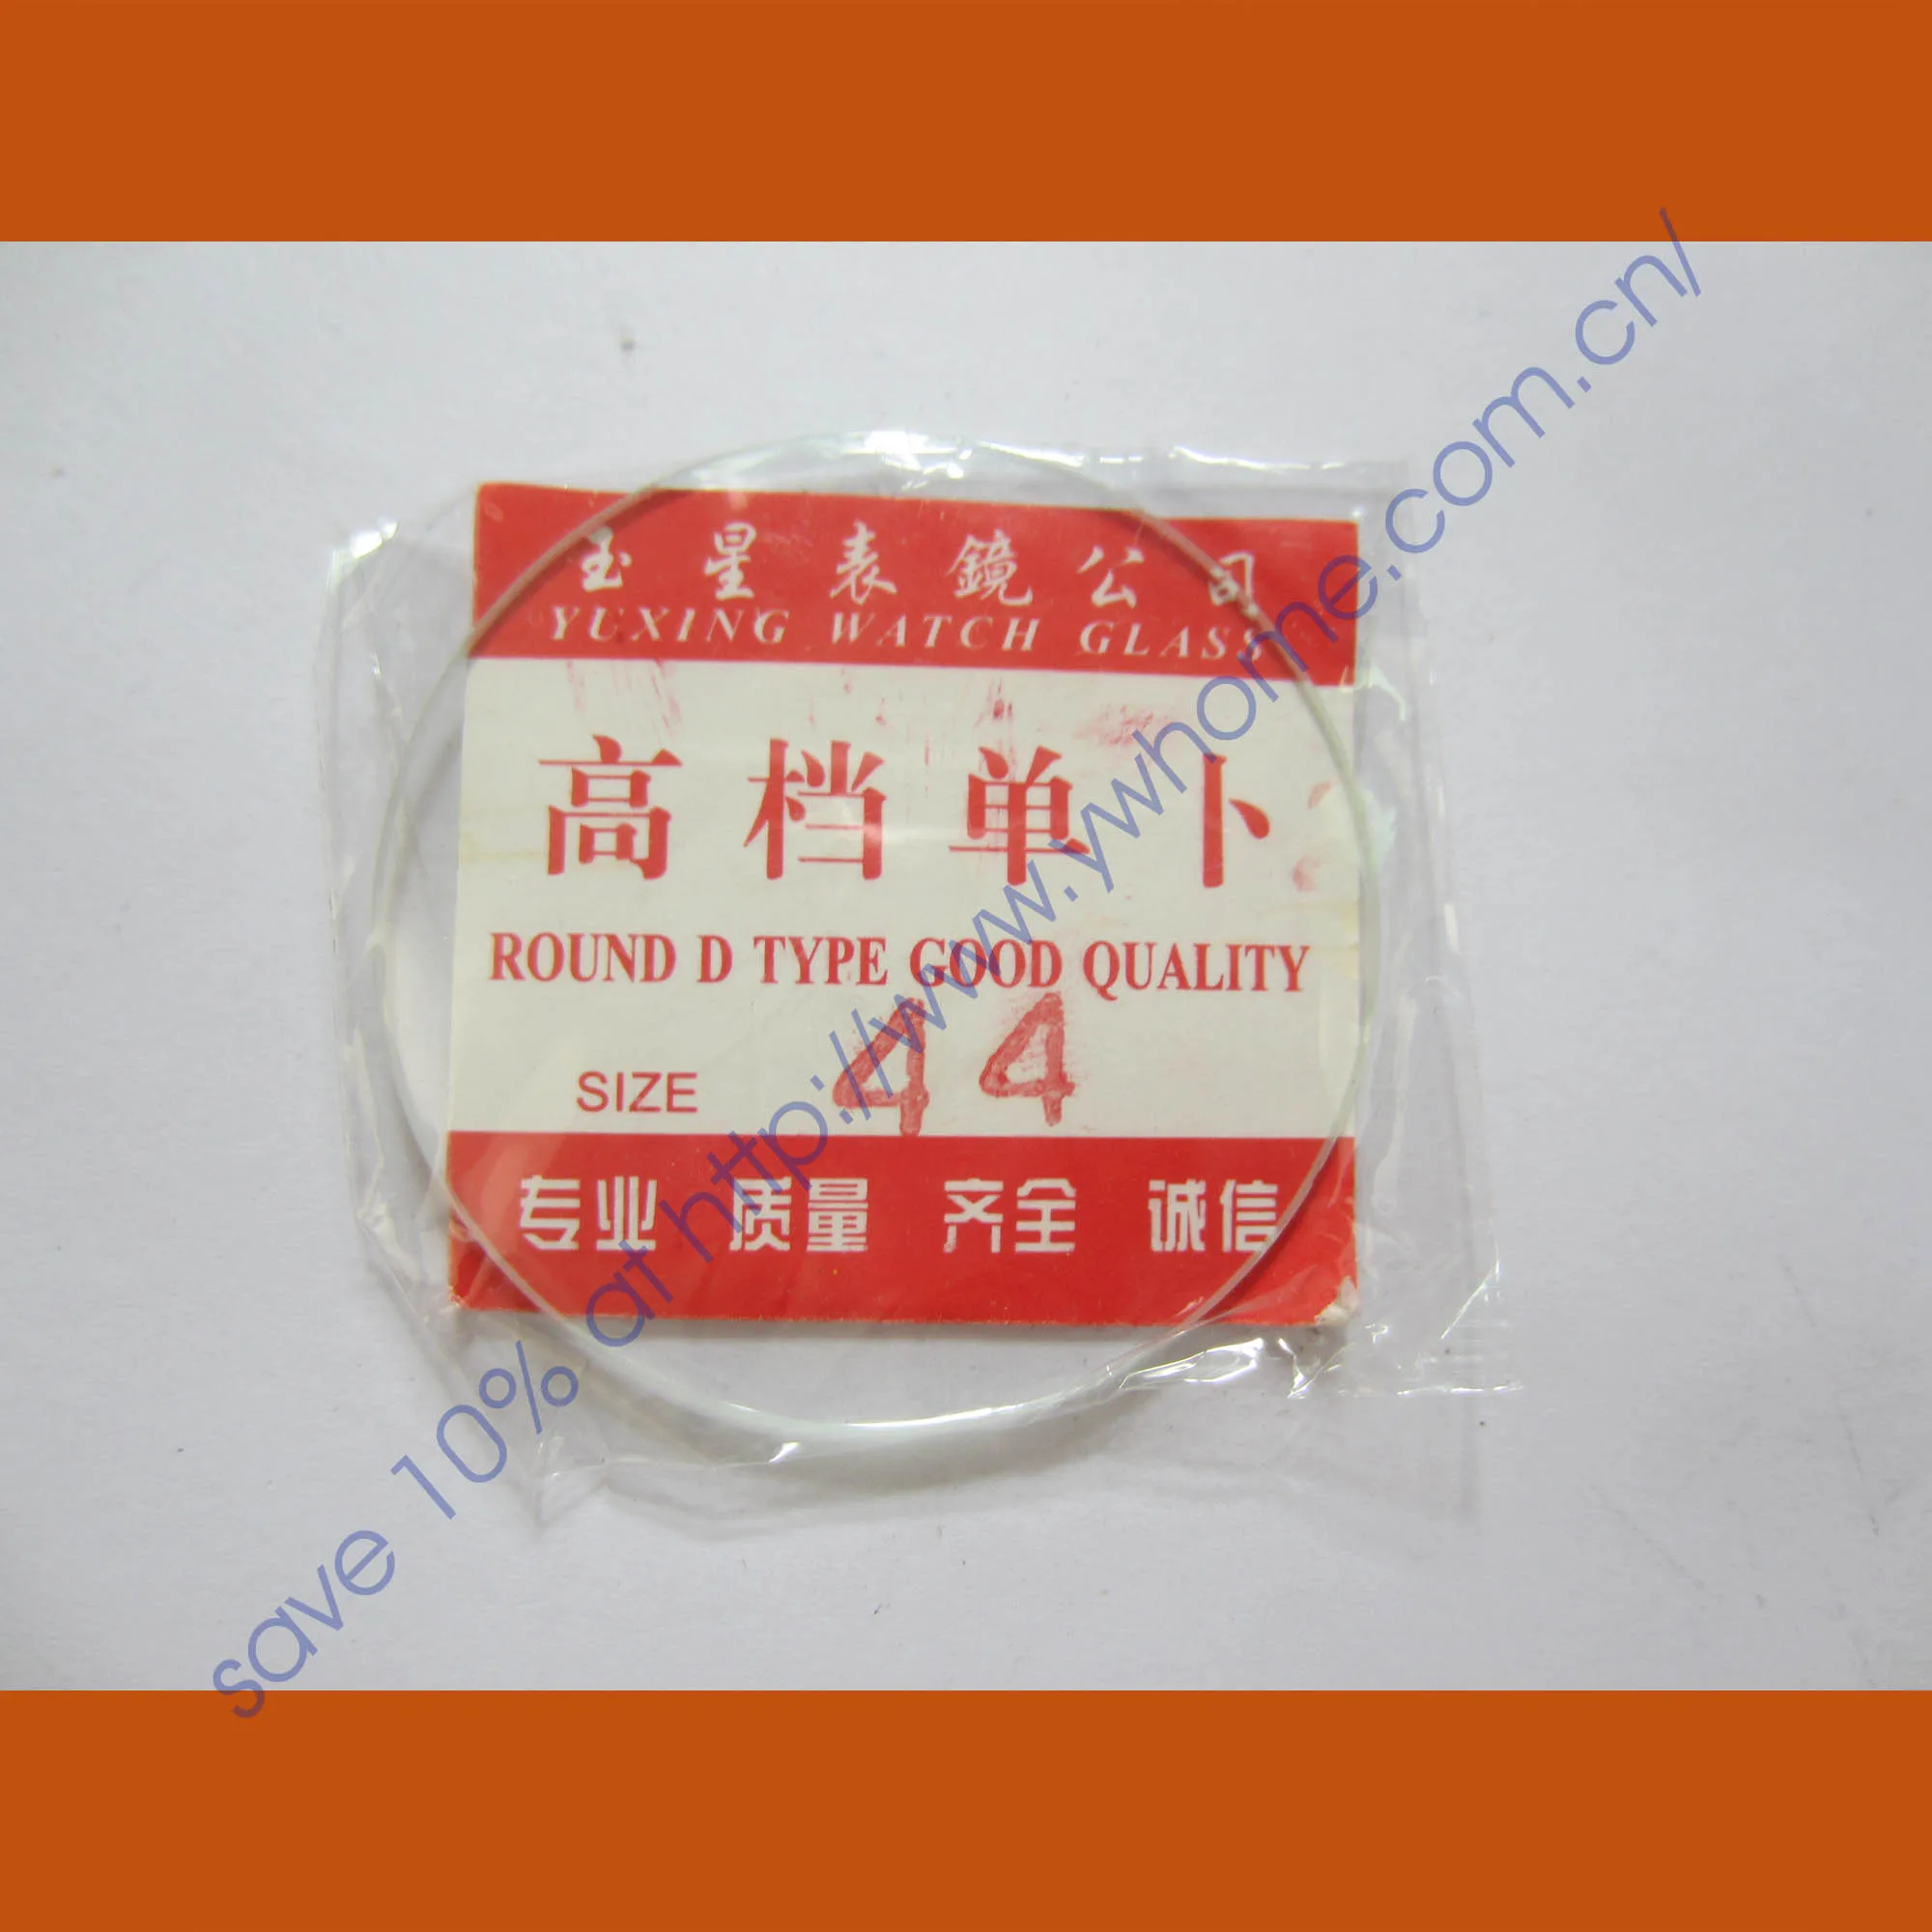 玉星表鏡公司
YUXING WATCH GLASS
高档单卜
ROUND D TYPE GOOD QUALITY
SIZE 44
专业 质量 齐全 诚信
save 10% at http://www.ywhome.com.cn/